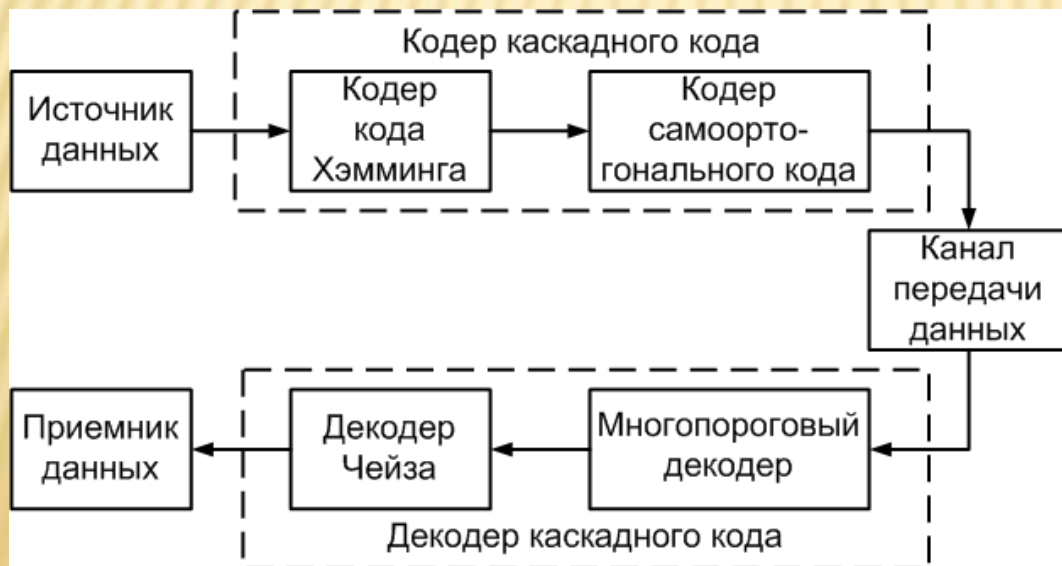 Кодер каскадного кода
Источник
данных
Кодер
кода
Хэмминга
Кодер
самоорто-
гонального кода
Канал
передачи
данных
Приемник
данных
Декодер
Чейза
Многопороговый
декодер
Декодер каскадного кода